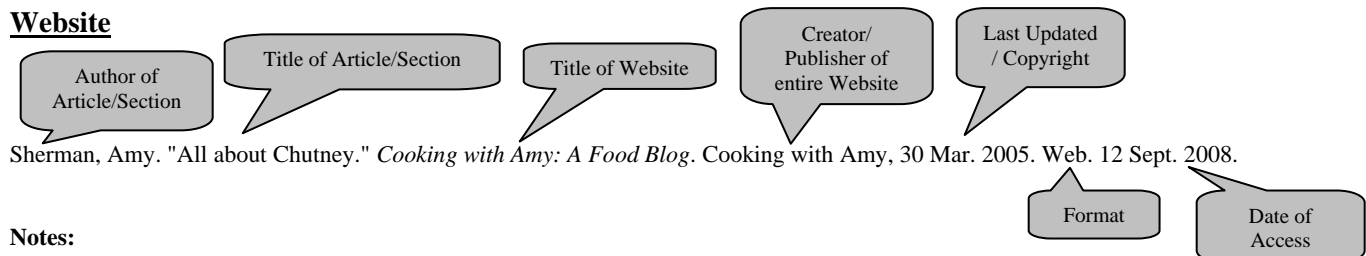 Website
Author of
Article/Section
Title of Article/Section
Title of Website
Creator/
Publisher of
entire Website
Last Updated
/ Copyright
Sherman, Amy. "All about Chutney." Cooking with Amy: A Food Blog. Cooking with Amy, 30 Mar. 2005. Web. 12 Sept. 2008.
Format
Date of
Access
Notes: